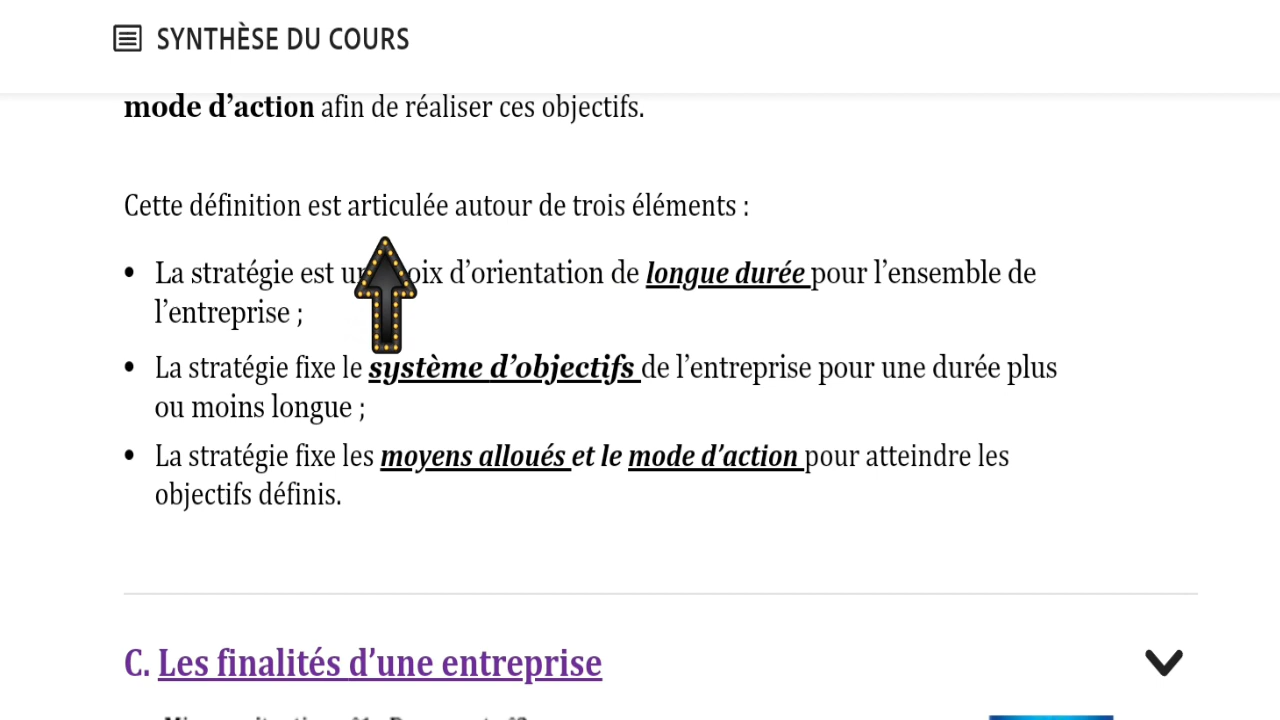 SYNTHÈSE DU COURS
mode d’action afin de réaliser ces objectifs.
Cette définition est articulée autour de trois éléments :
• La stratégie est d’orientation de longue durée pour l’ensemble de
l’entreprise ;
• La stratégie fixe le système d’objectifs de l’entreprise pour une durée plus
ou moins longue ;
• La stratégie fixe les moyens alloués et le mode d’action pour atteindre les
objectifs définis.
C. Les finalités d’une entreprise